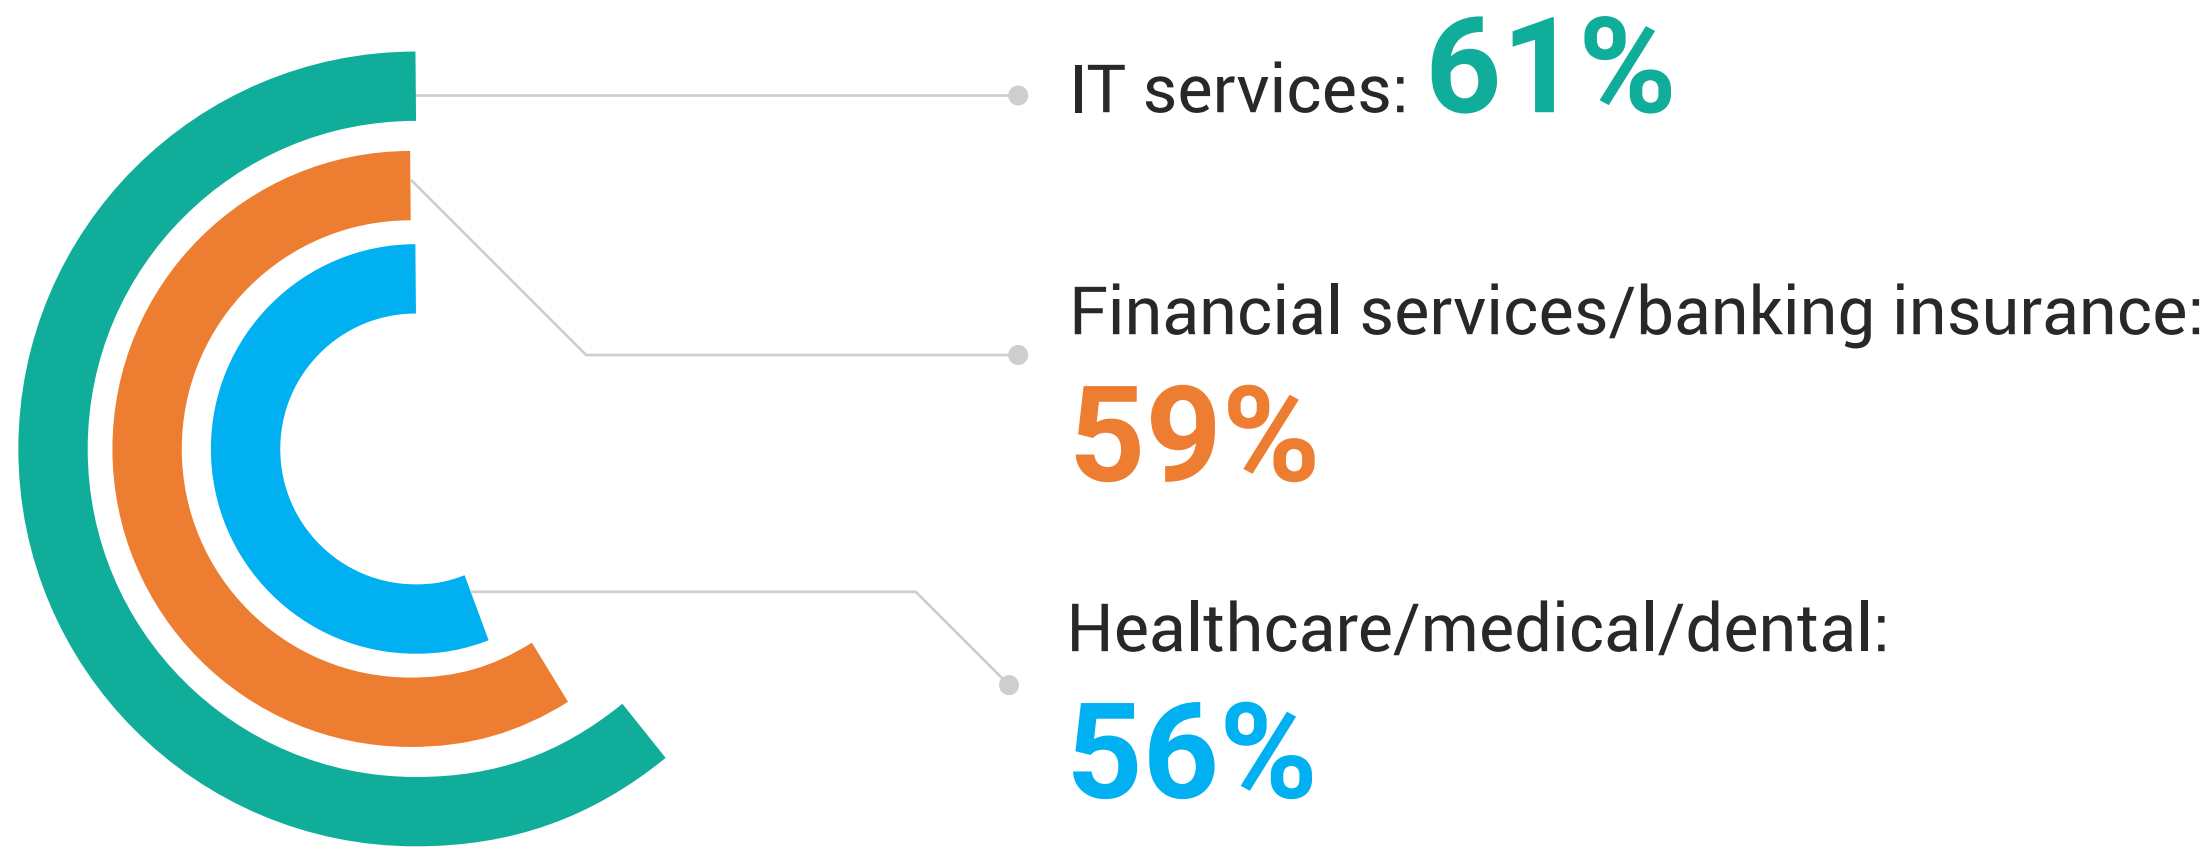 IT services: 61%
Financial services/banking insurance:
59%
Healthcare/medical/dental:
56%